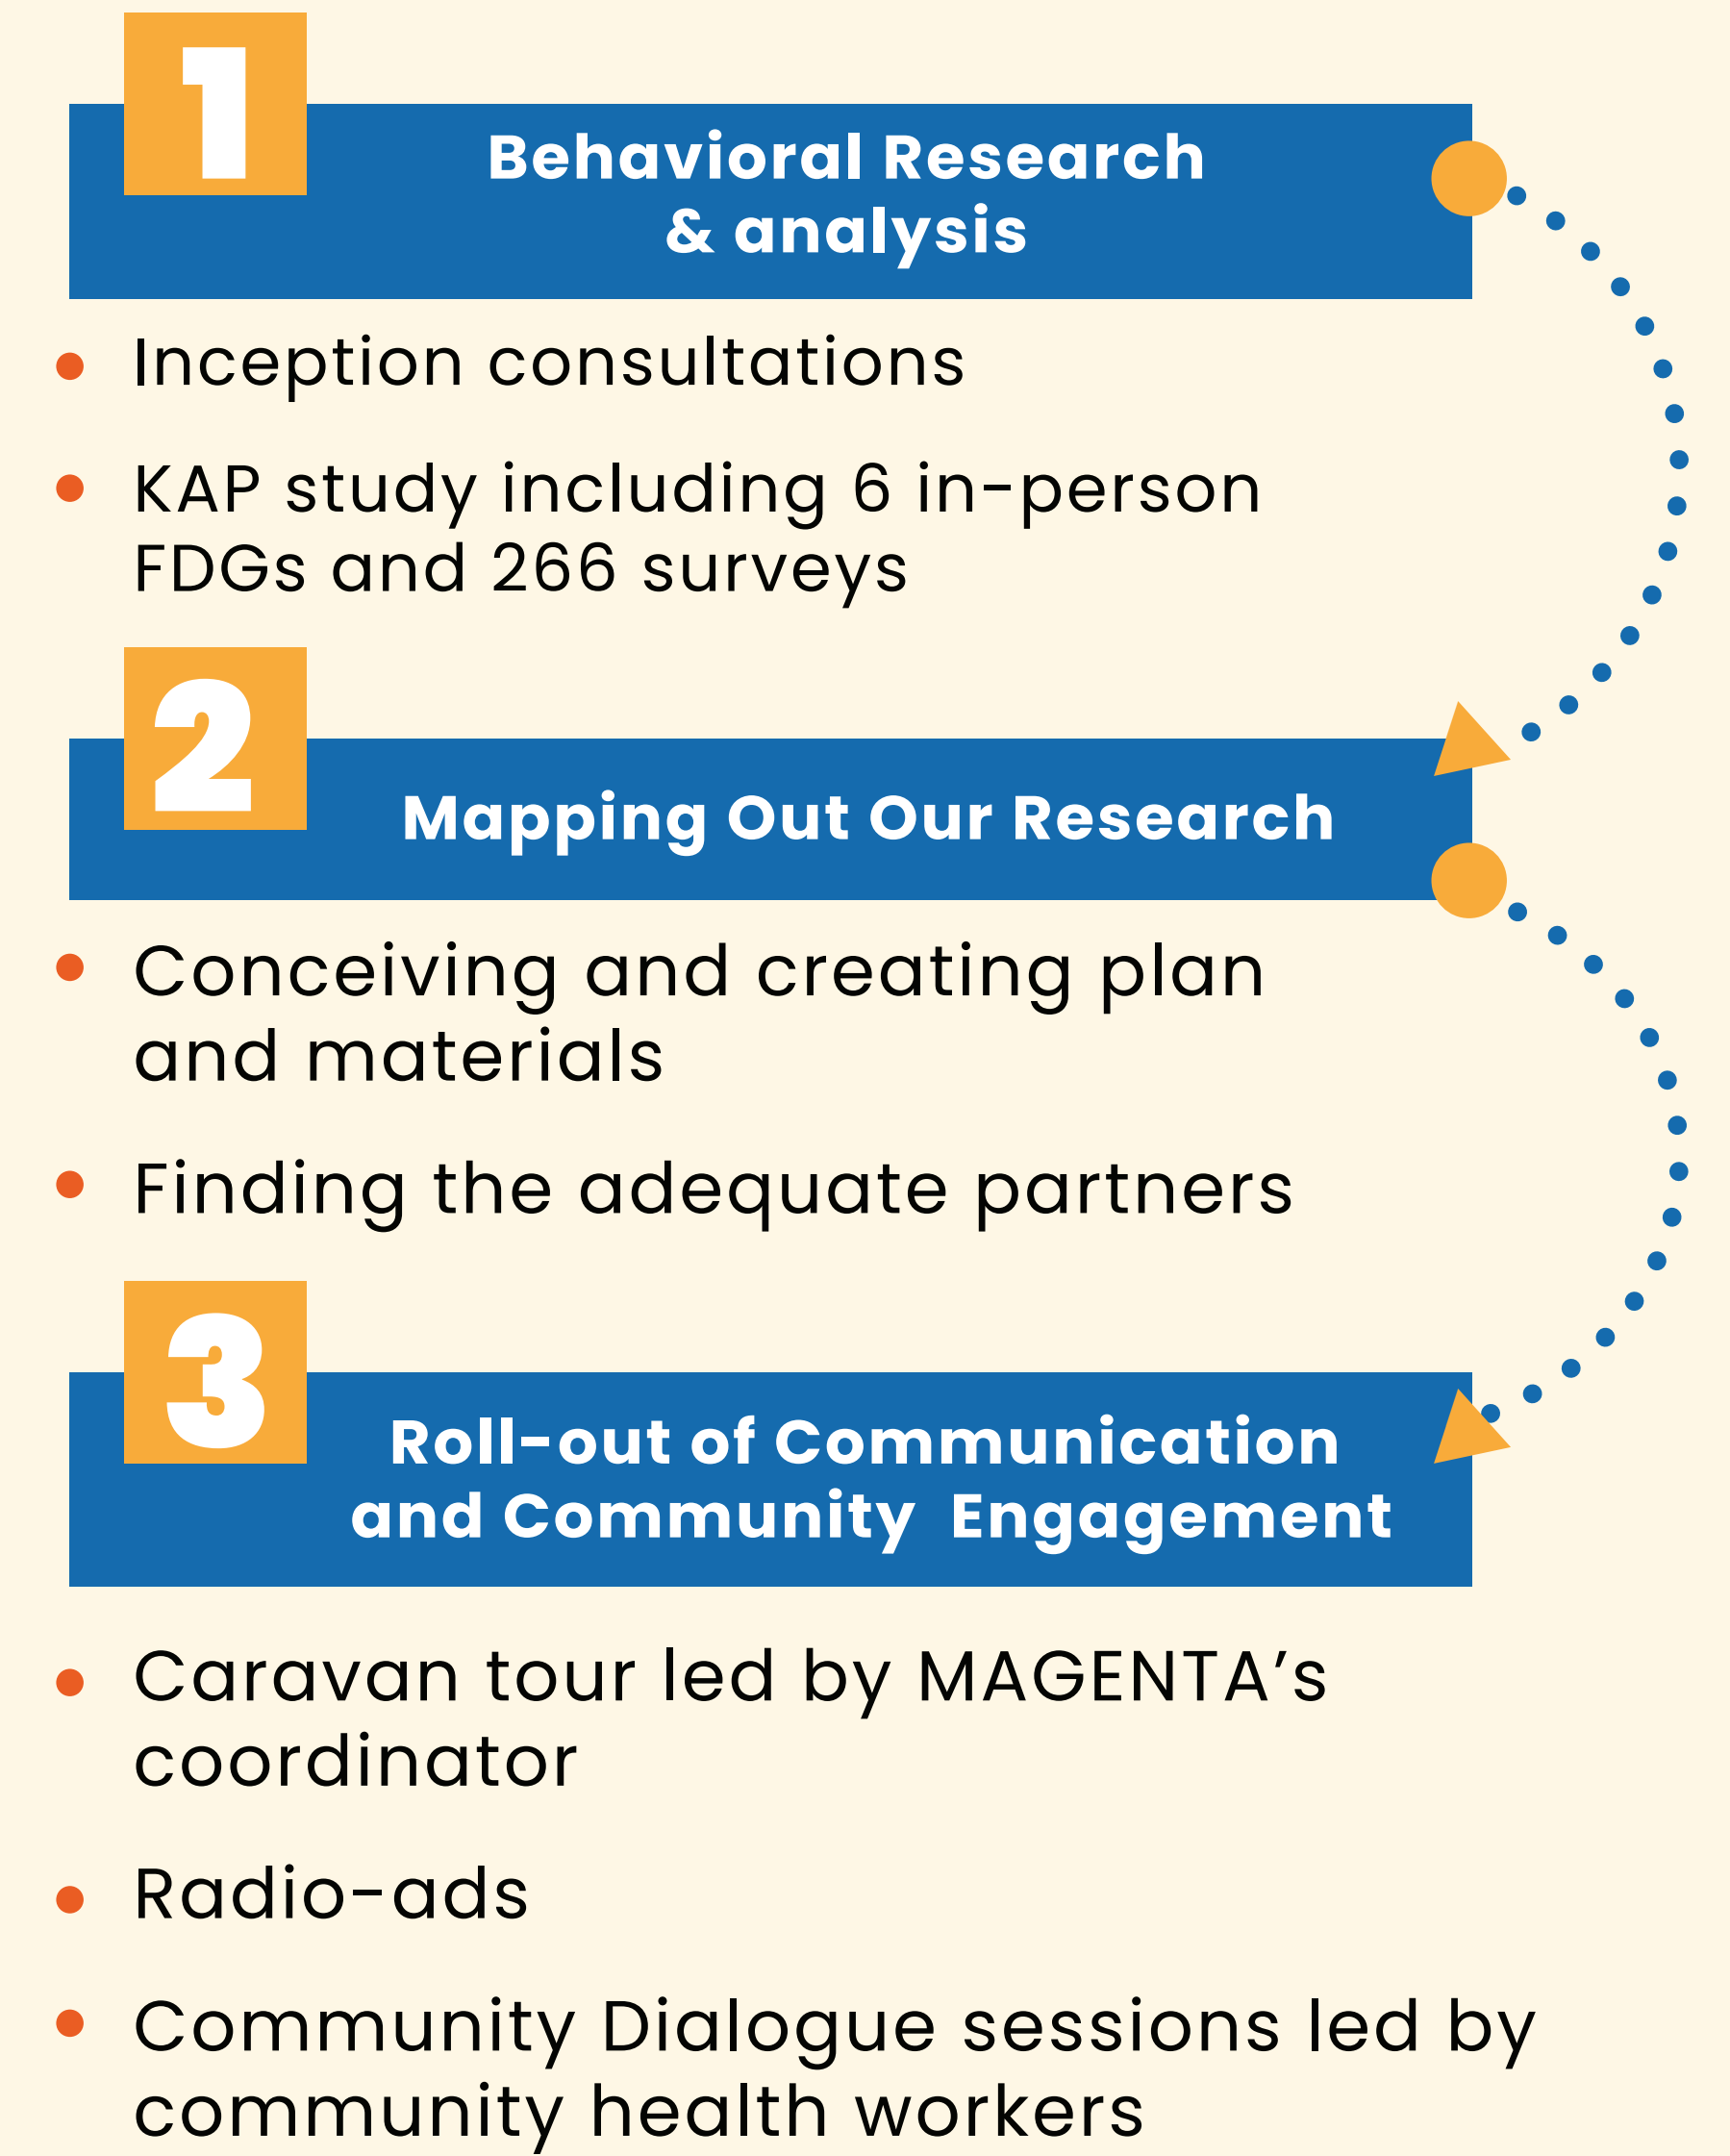 1
Behavioral Research
& analysis
Inception consultations
KAP study including 6 in-person
FDGs and 266 surveys
2
Mapping Out Our Research
Conceiving and creating plan
and materials
Finding the adequate partners
3
Roll-out of Communication
and Community Engagement
Caravan tour led by MAGENTA’s
coordinator
Radio-ads
Community Dialogue sessions led by
community health workers